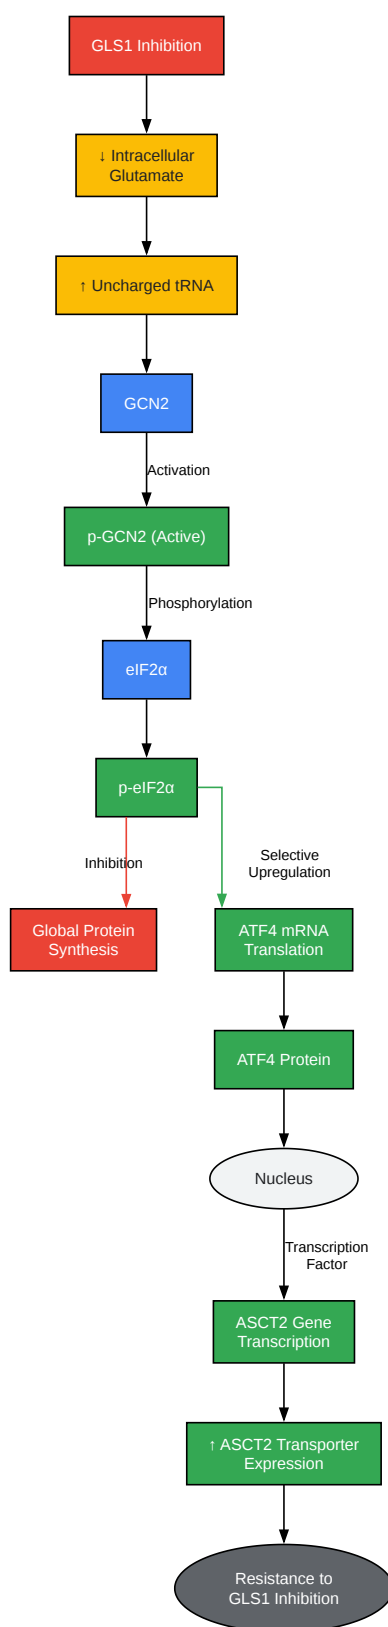 GLS1 Inhibition
↓ Intracellular
Glutamate
↑ Uncharged tRNA
GCN2
Activation
p-GCN2 (Active)
Phosphorylation
eIF2α
p-eIF2α
Inhibition
Selective
Upregulation
Global Protein
Synthesis
ATF4 mRNA
Translation
ATF4 Protein
Nucleus
Transcription
Factor
ASCT2 Gene
Transcription
↑ ASCT2 Transporter
Expression
Resistance to
GLS1 Inhibition